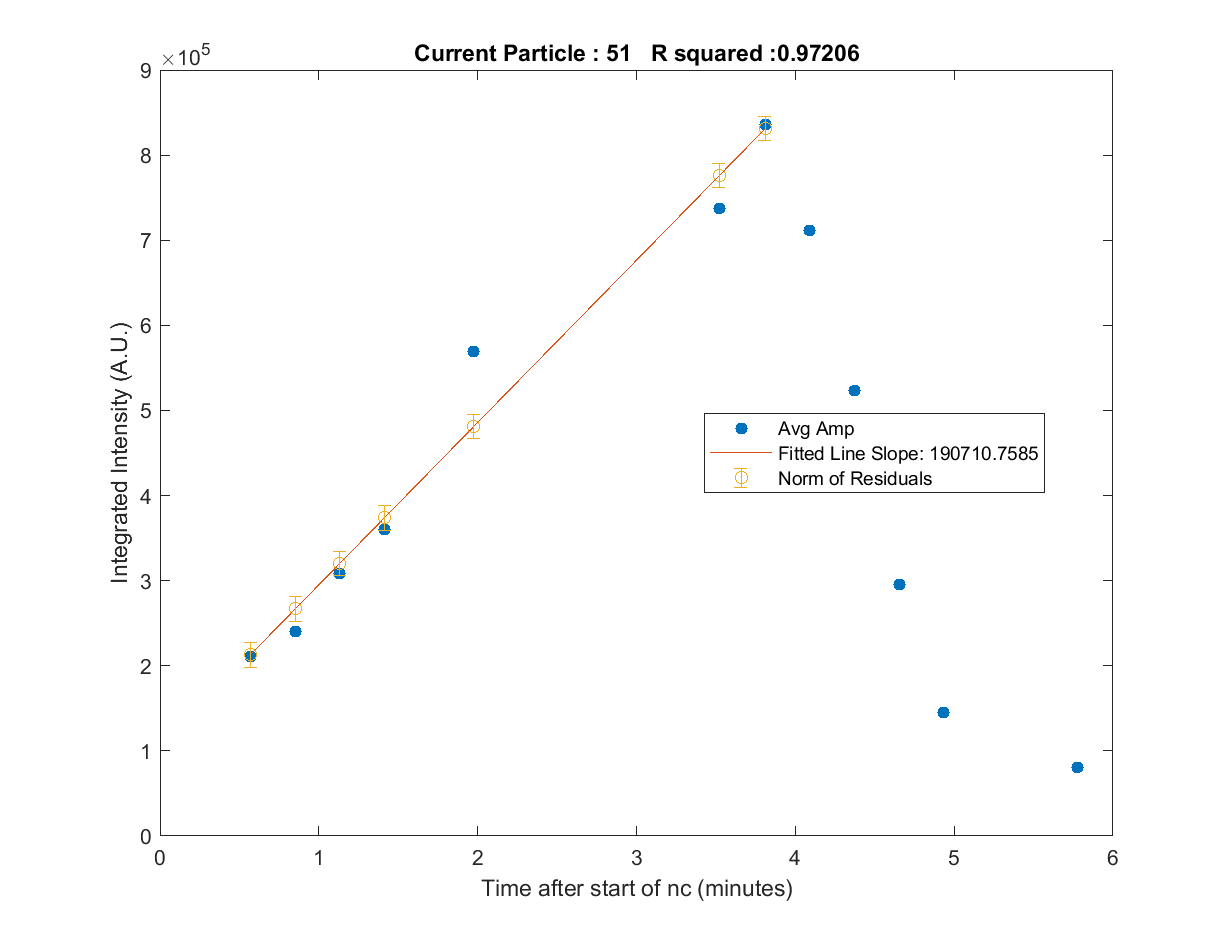 Current Particle : 51 R squared :0.97206
×10^5
9
8
7
6
5
4
3
2
1
0
Integrated Intensity (A.U.)
Avg Amp
Fitted Line Slope: 190710.7585
Norm of Residuals
0 1 2 3 4 5 6
Time after start of nc (minutes)